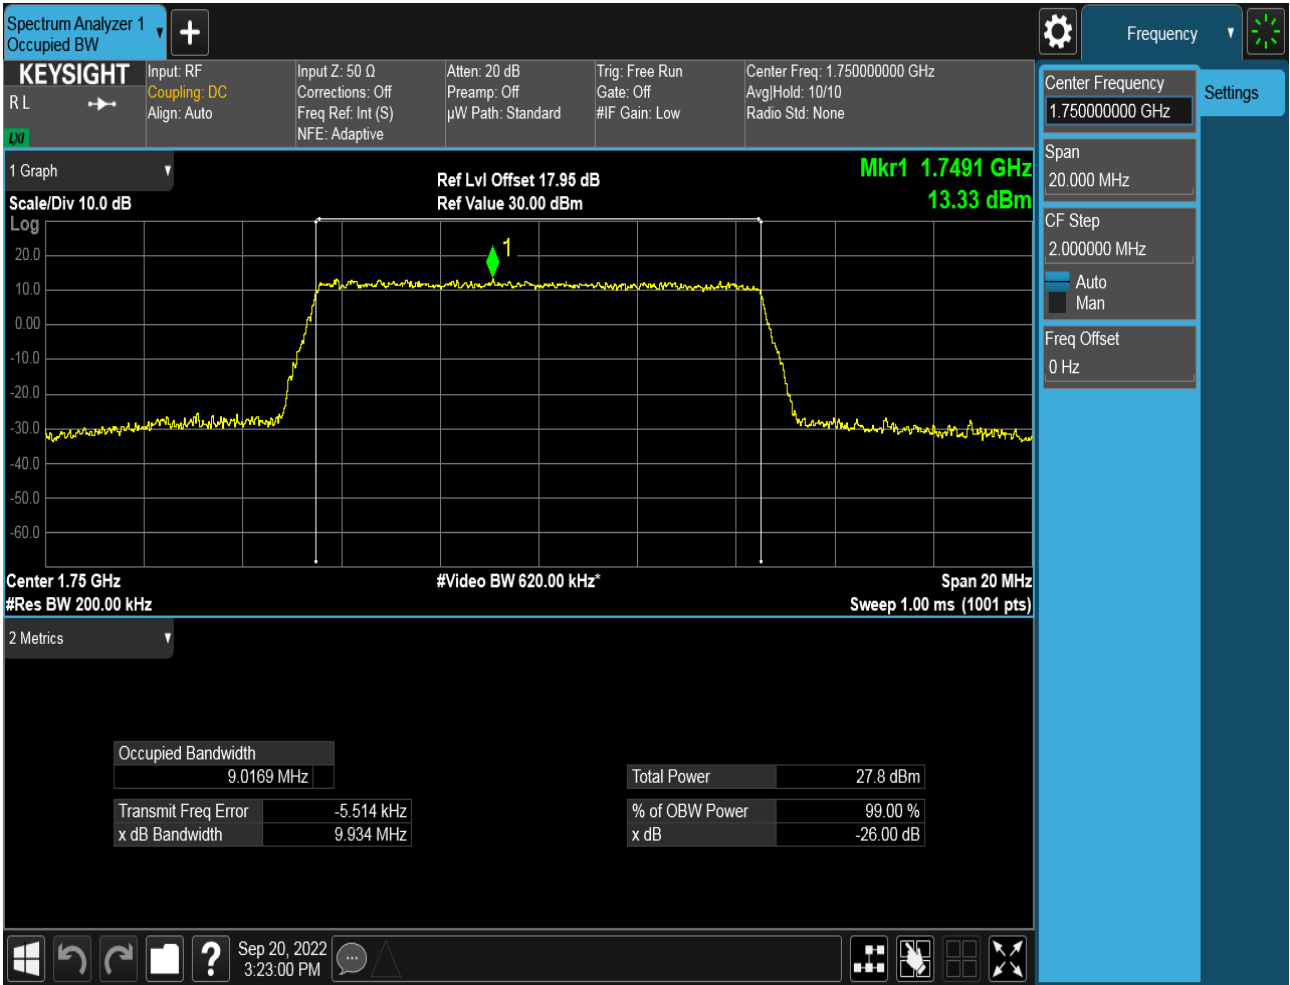 Spectrum Analyzer 1
Occupied BW
+
Frequency
KEYSIGHT
R L
LXI
Input: RF
Coupling: DC
Align: Auto
Input Z: 50 Ω
Corrections: Off
Freq Ref: Int (S)
NFE: Adaptive
Atten: 20 dB
Preamp: Off
µW Path: Standard
Trig: Free Run
Gate: Off
#IF Gain: Low
Center Freq: 1.750000000 GHz
Avg|Hold: 10/10
Radio Std: None
Center Frequency
1.750000000 GHz
Settings
Span
20.000 MHz
CF Step
2.000000 MHz
Auto
Man
Freq Offset
0 Hz
1 Graph
Scale/Div 10.0 dB
Ref Lvl Offset 17.95 dB
Ref Value 30.00 dBm
Mkr1 1.7491 GHz
13.33 dBm
Log
1
20.0
10.0
0.00
-10.0
-20.0
-30.0
-40.0
-50.0
-60.0
Center 1.75 GHz
#Video BW 620.00 kHz*
Span 20 MHz
#Res BW 200.00 kHz
Sweep 1.00 ms (1001 pts)
2 Metrics
Occupied Bandwidth
9.0169 MHz
Total Power 27.8 dBm
Transmit Freq Error -5.514 kHz
% of OBW Power 99.00 %
x dB Bandwidth 9.934 MHz
x dB -26.00 dB
?
Sep 20, 2022
3:23:00 PM